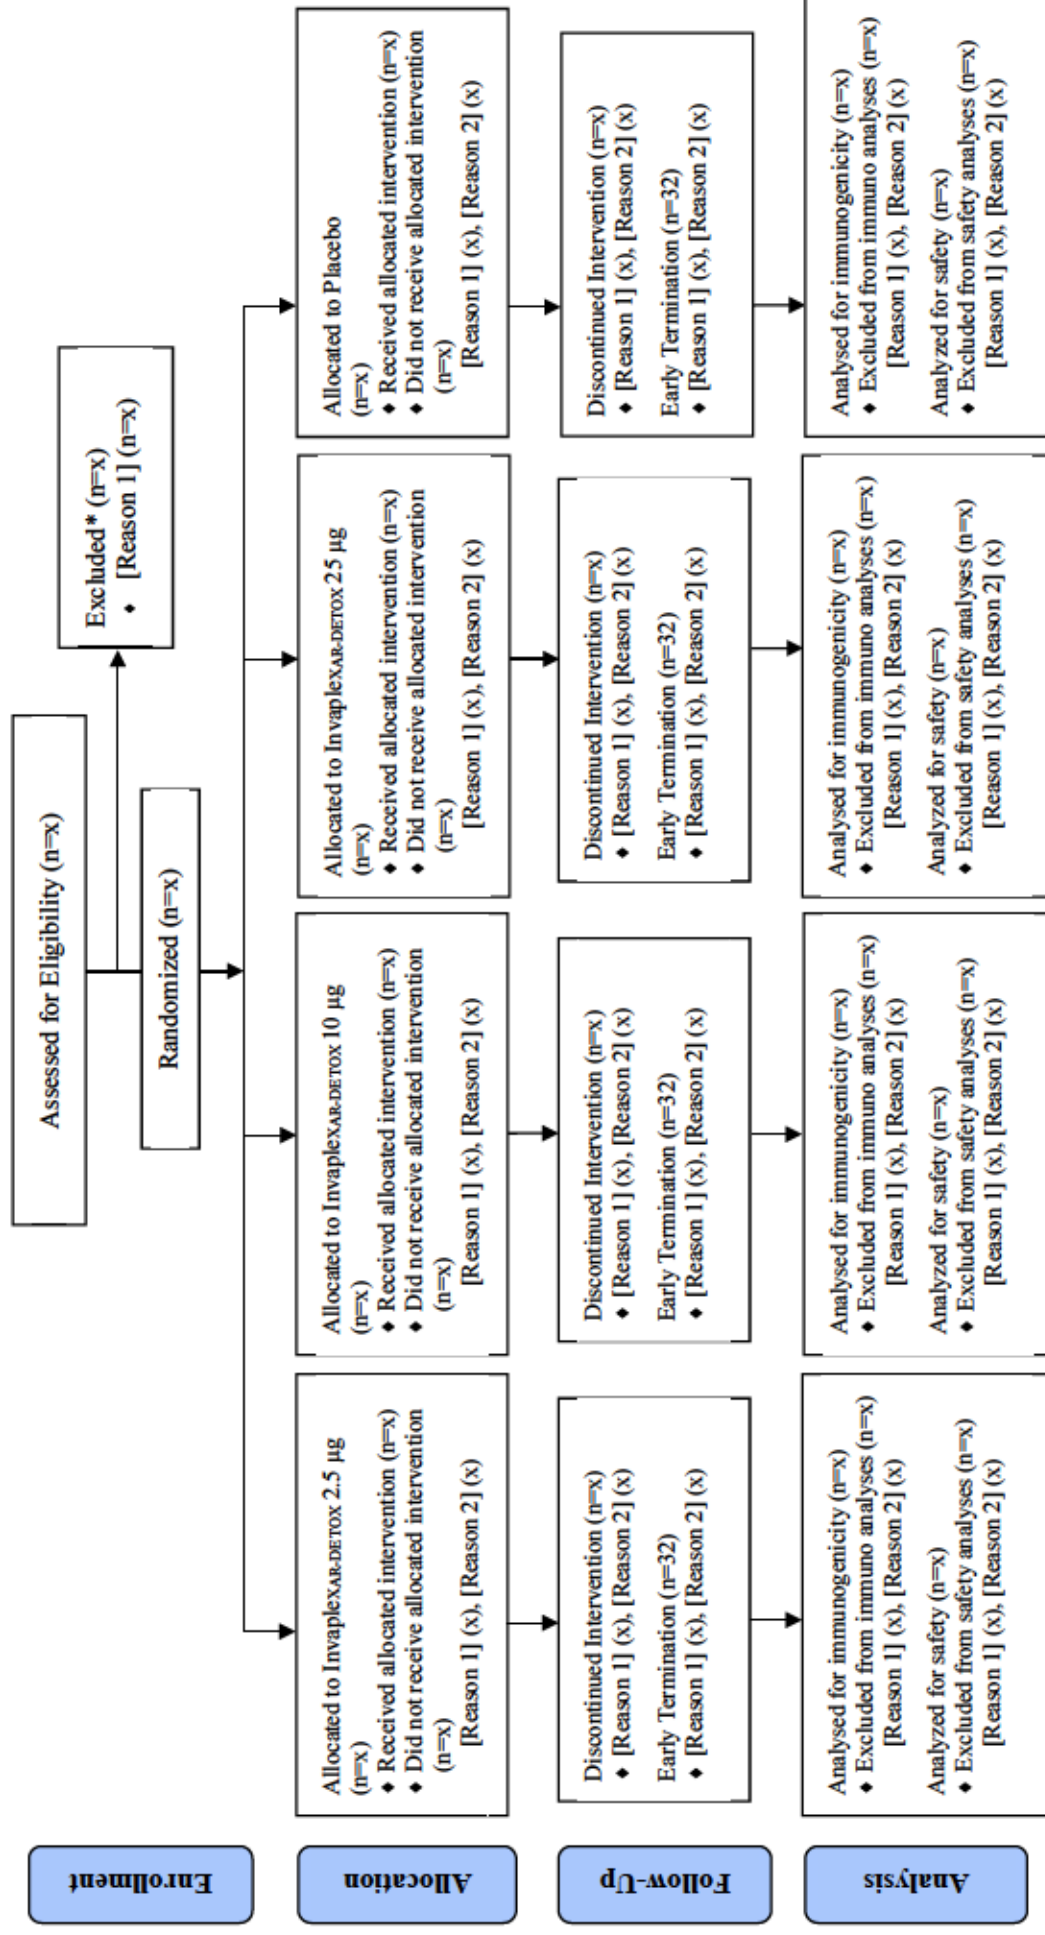 Enrollment
Assessed for Eligibility (n=x)
Excluded* (n=x)
♦ [Reason 1] (n=x)
Randomized (n=x)
Allocation
Allocated to InvaplexAR-DETOX 2.5 µg
(n=x)
♦ Received allocated intervention (n=x)
♦ Did not receive allocated intervention
(n=x)
[Reason 1] (x), [Reason 2] (x)
Allocated to InvaplexAR-DETOX 10 µg
(n=x)
♦ Received allocated intervention (n=x)
♦ Did not receive allocated intervention
(n=x)
[Reason 1] (x), [Reason 2] (x)
Allocated to InvaplexAR-DETOX 25 µg
(n=x)
♦ Received allocated intervention (n=x)
♦ Did not receive allocated intervention
(n=x)
[Reason 1] (x), [Reason 2] (x)
Allocated to Placebo
(n=x)
♦ Received allocated intervention (n=x)
♦ Did not receive allocated intervention
(n=x)
[Reason 1] (x), [Reason 2] (x)
Follow-Up
Discontinued Intervention (n=x)
♦ [Reason 1] (x), [Reason 2] (x)
Early Termination (n=32)
♦ [Reason 1] (x), [Reason 2] (x)
Discontinued Intervention (n=x)
♦ [Reason 1] (x), [Reason 2] (x)
Early Termination (n=32)
♦ [Reason 1] (x), [Reason 2] (x)
Discontinued Intervention (n=x)
♦ [Reason 1] (x), [Reason 2] (x)
Early Termination (n=32)
♦ [Reason 1] (x), [Reason 2] (x)
Discontinued Intervention (n=x)
♦ [Reason 1] (x), [Reason 2] (x)
Early Termination (n=32)
♦ [Reason 1] (x), [Reason 2] (x)
Analysis
Analysed for immunogenicity (n=x)
♦ Excluded from immuno analyses (n=x)
[Reason 1] (x), [Reason 2] (x)
Analyzed for safety (n=x)
♦ Excluded from safety analyses (n=x)
[Reason 1] (x), [Reason 2] (x)
Analysed for immunogenicity (n=x)
♦ Excluded from immuno analyses (n=x)
[Reason 1] (x), [Reason 2] (x)
Analyzed for safety (n=x)
♦ Excluded from safety analyses (n=x)
[Reason 1] (x), [Reason 2] (x)
Analysed for immunogenicity (n=x)
♦ Excluded from immuno analyses (n=x)
[Reason 1] (x), [Reason 2] (x)
Analyzed for safety (n=x)
♦ Excluded from safety analyses (n=x)
[Reason 1] (x), [Reason 2] (x)
Analysed for immunogenicity (n=x)
♦ Excluded from immuno analyses (n=x)
[Reason 1] (x), [Reason 2] (x)
Analyzed for safety (n=x)
♦ Excluded from safety analyses (n=x)
[Reason 1] (x), [Reason 2] (x)